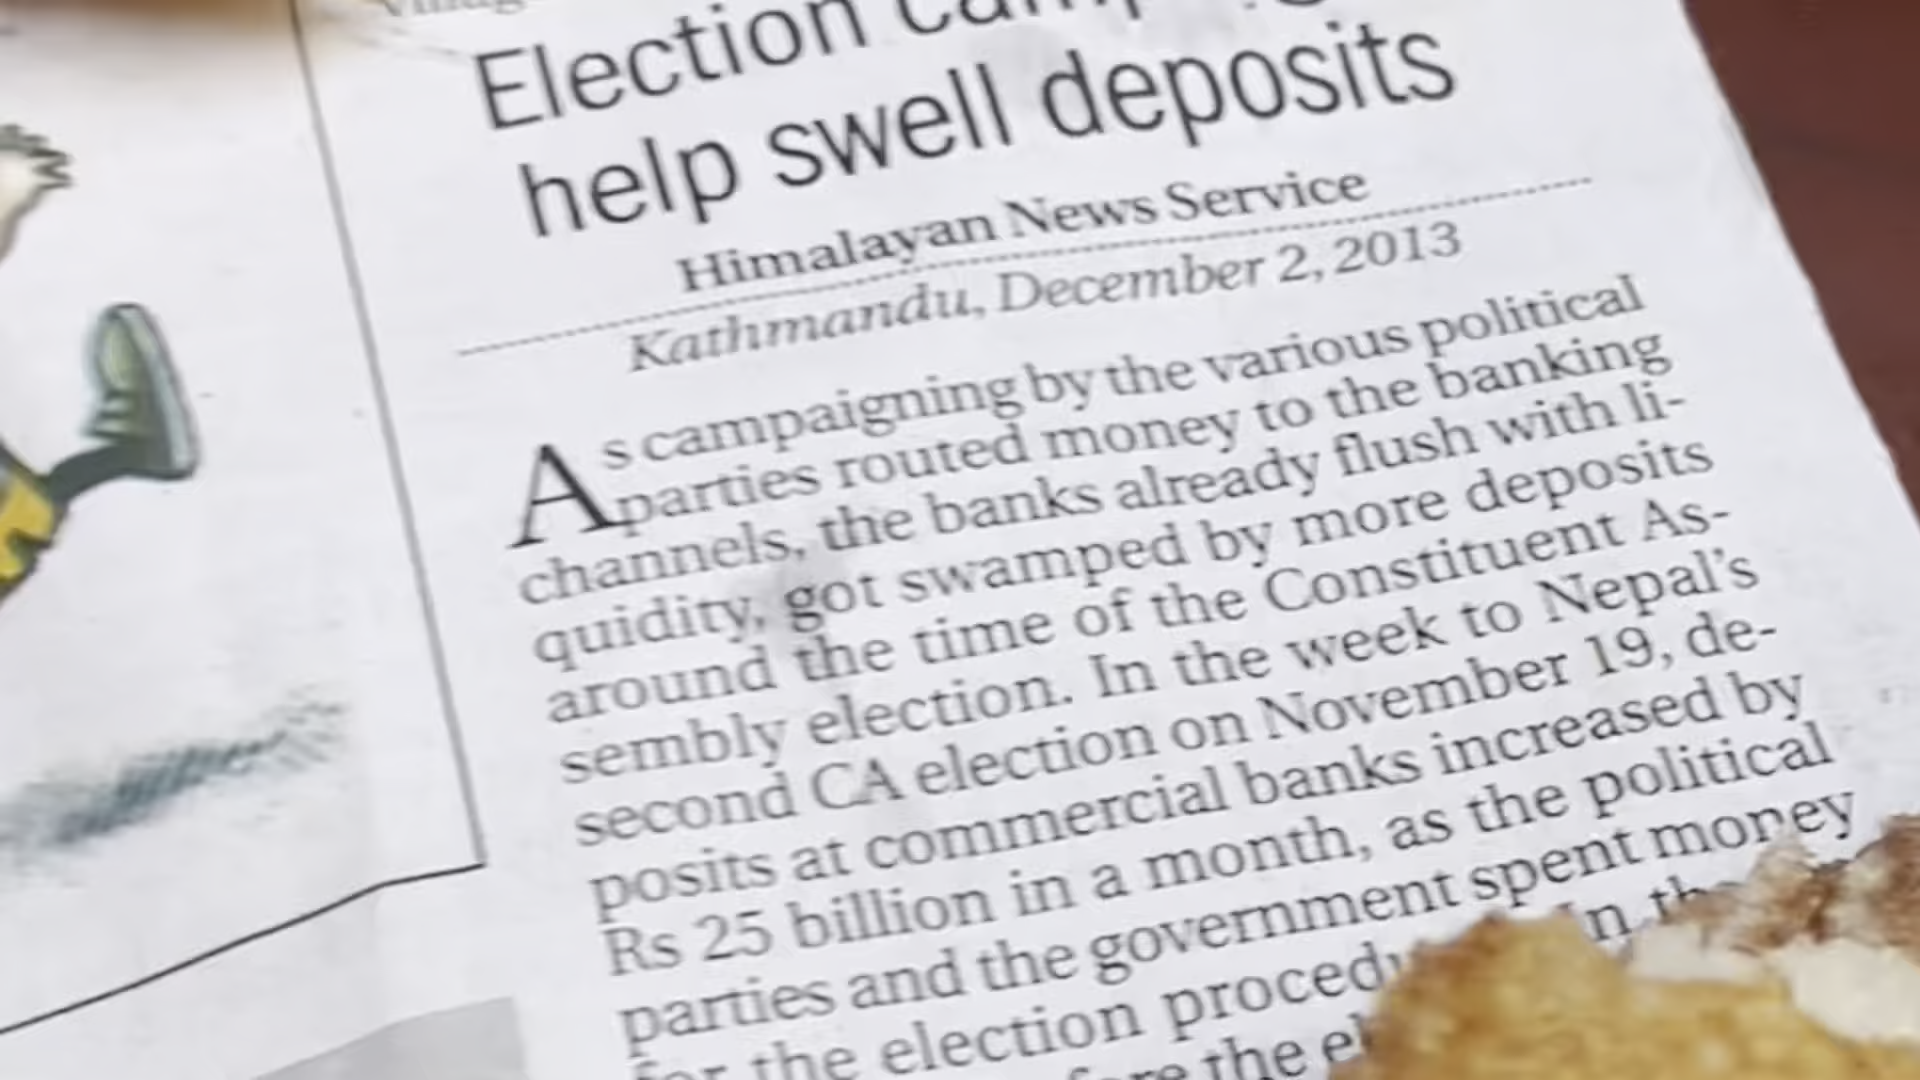 Election
help swell deposits
Himalayan News Service
Kathmandu, December 2, 2013
As campaigning by the various political
parties routed money to the banking
channels, the banks already flush with li-
quidity, got swamped by more deposits
around the time of the Constituent As-
sembly election. In the week to Nepal's
second CA election on November 19, de-
posits at commercial banks increased by
Rs 25 billion in a month, as the political
parties and the government spent money
for the election
the